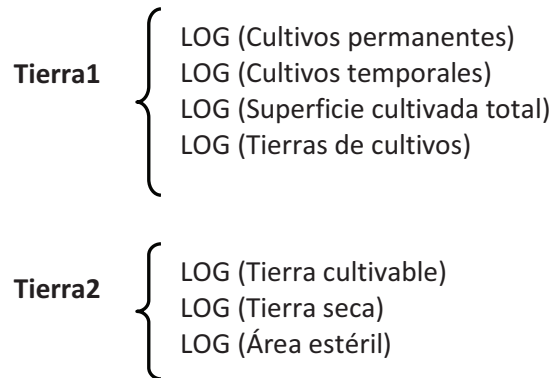 Tierra1
LOG (Cultivos permanentes)
LOG (Cultivos temporales)
LOG (Superficie cultivada total)
LOG (Tierras de cultivos)
Tierra2
LOG (Tierra cultivable)
LOG (Tierra seca)
LOG (Área estéril)